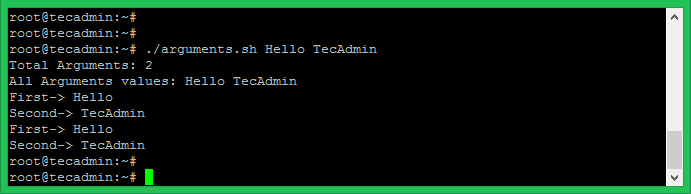 root@tecadmin:~#
root@tecadmin:~#
root@tecadmin:~# ./arguments.sh Hello TecAdmin
Total Arguments: 2
All Arguments values: Hello TecAdmin
First-> Hello
Second-> TecAdmin
First-> Hello
Second-> TecAdmin
root@tecadmin:~#
root@tecadmin:~#